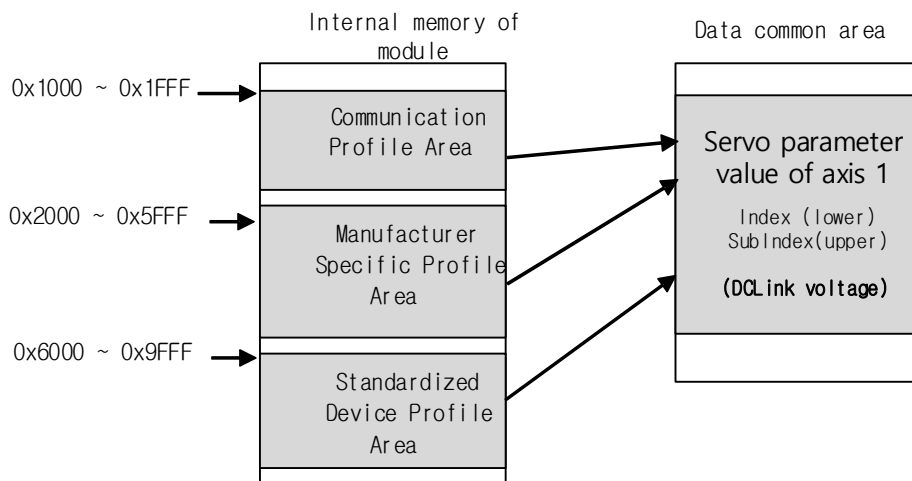 Internal memory of
module
Data common area
0x1000 ~ 0x1FFF
Communication
Profile Area
Servo parameter
value of axis 1
Index (lower)
SubIndex(upper)
(DCLink voltage)
0x2000 ~ 0x5FFF
Manufacturer
Specific Profile
Area
0x6000 ~ 0x9FFF
Standardized
Device Profile
Area